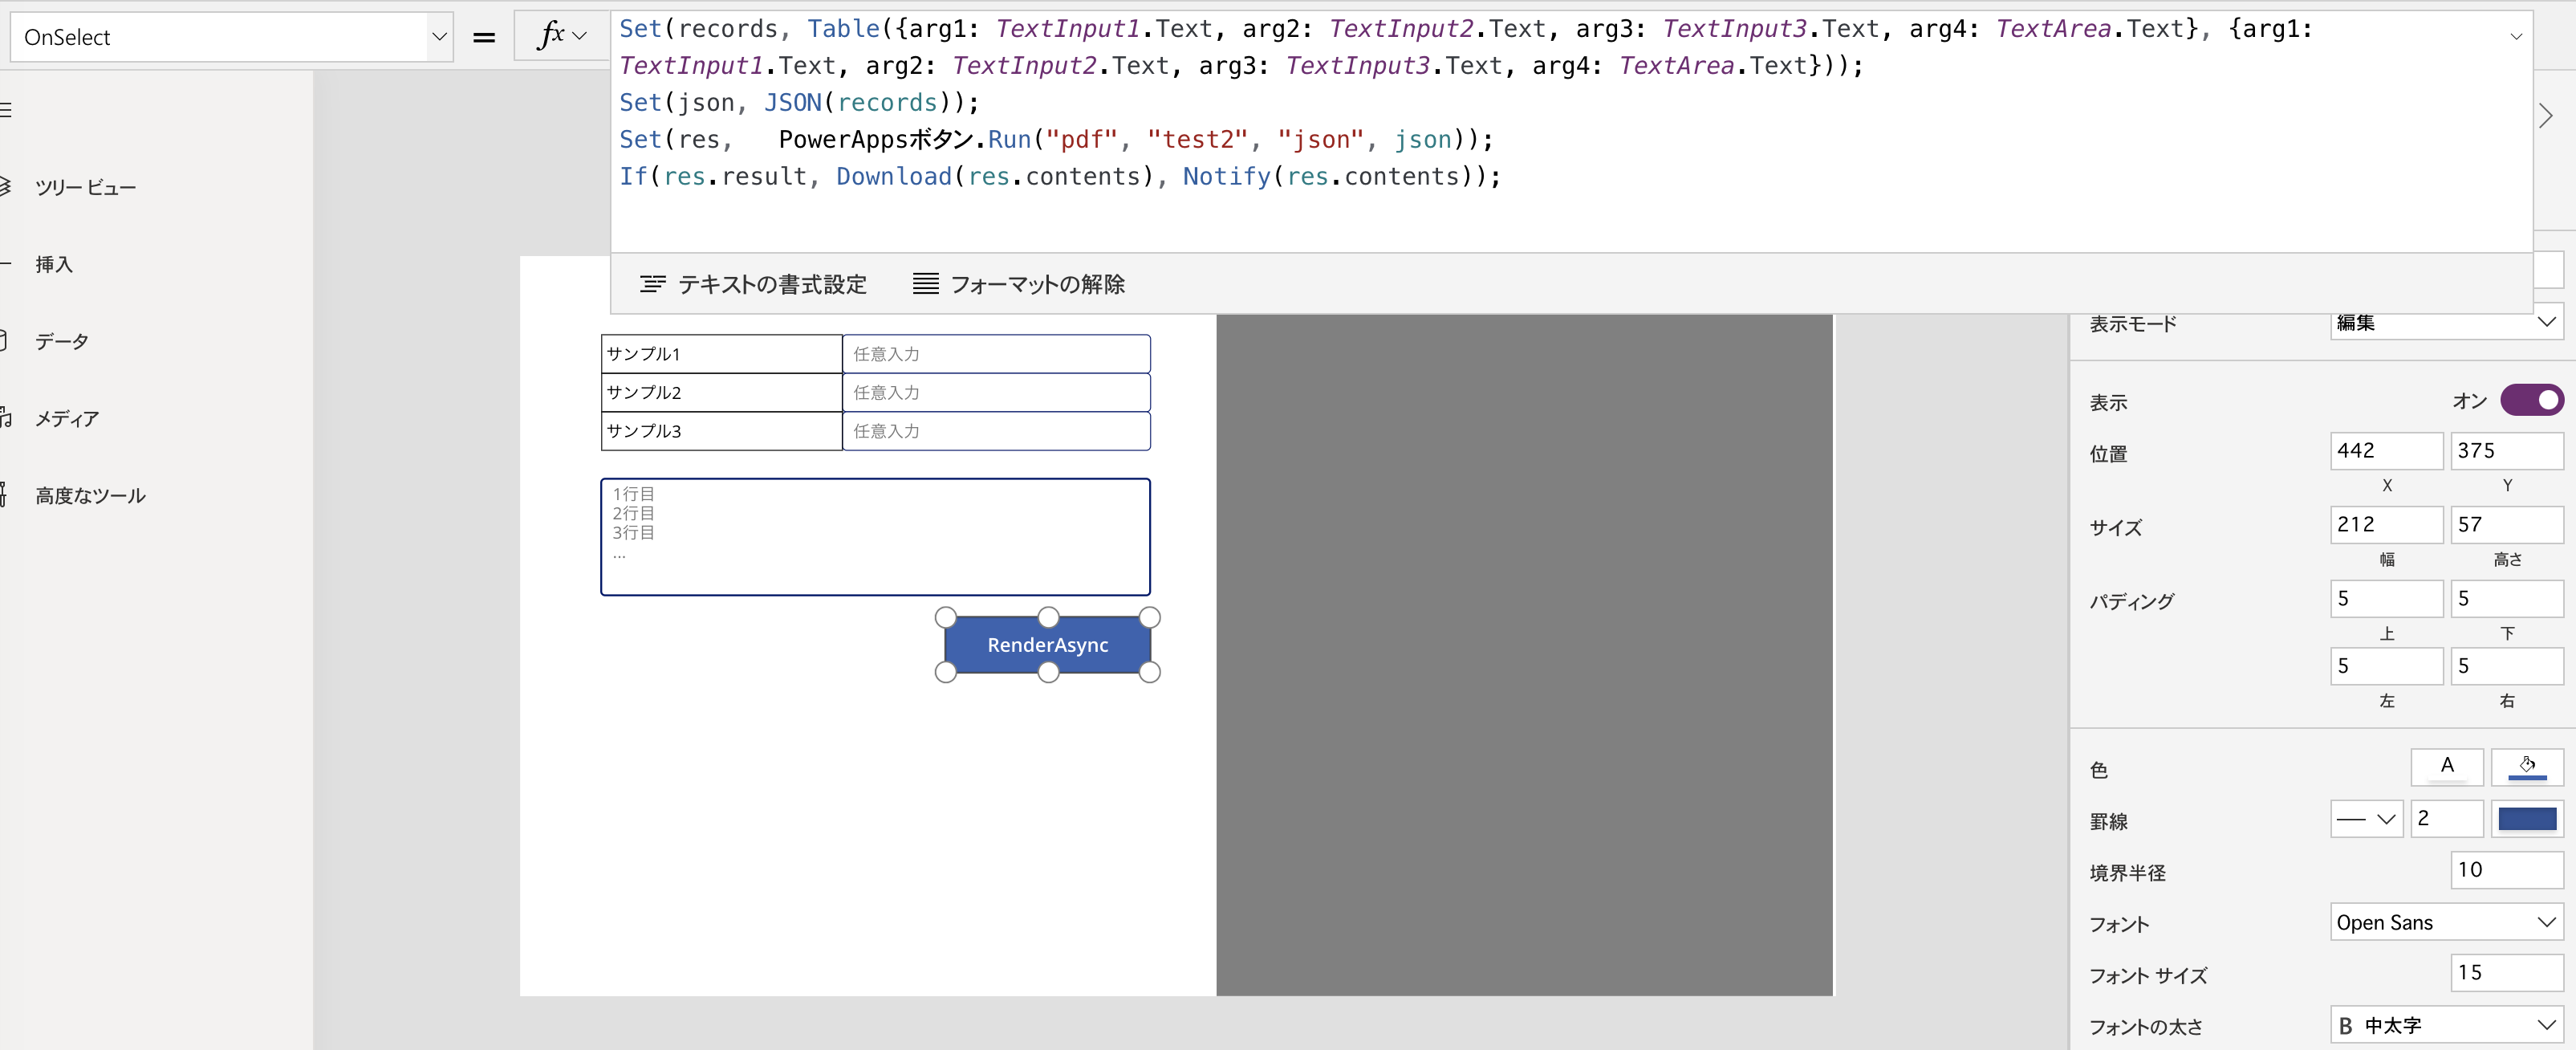 OnSelect
=
fx
Set(records, Table({arg1: TextInput1.Text, arg2: TextInput2.Text, arg3: TextInput3.Text, arg4: TextArea.Text}, {arg1:
TextInput1.Text, arg2: TextInput2.Text, arg3: TextInput3.Text, arg4: TextArea.Text}));
Set(json, JSON(records));
Set(res,   PowerAppsボタン.Run("pdf", "test2", "json", json));
If(res.result, Download(res.contents), Notify(res.contents));
テキストの書式設定
フォーマットの解除
ツリー ビュー
挿入
データ
メディア
高度なツール
サンプル1 任意入力
サンプル2 任意入力
サンプル3 任意入力
1行目
2行目
3行目
...
RenderAsync
表示モード 編集
表示 オン
位置 442 375
X Y
サイズ 212 57
幅 高さ
パディング 5 5
上 下
5 5
左 右
色 A
罫線 2
境界半径 10
フォント Open Sans
フォント サイズ 15
フォントの太さ B 中太字